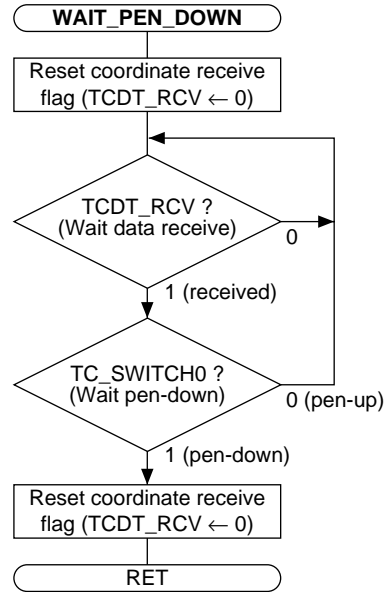 WAIT_PEN_DOWN
Reset coordinate receive
flag (TCDT_RCV ← 0)
TCDT_RCV ?
(Wait data receive)
0
1 (received)
TC_SWITCH0 ?
(Wait pen-down)
0 (pen-up)
1 (pen-down)
Reset coordinate receive
flag (TCDT_RCV ← 0)
RET